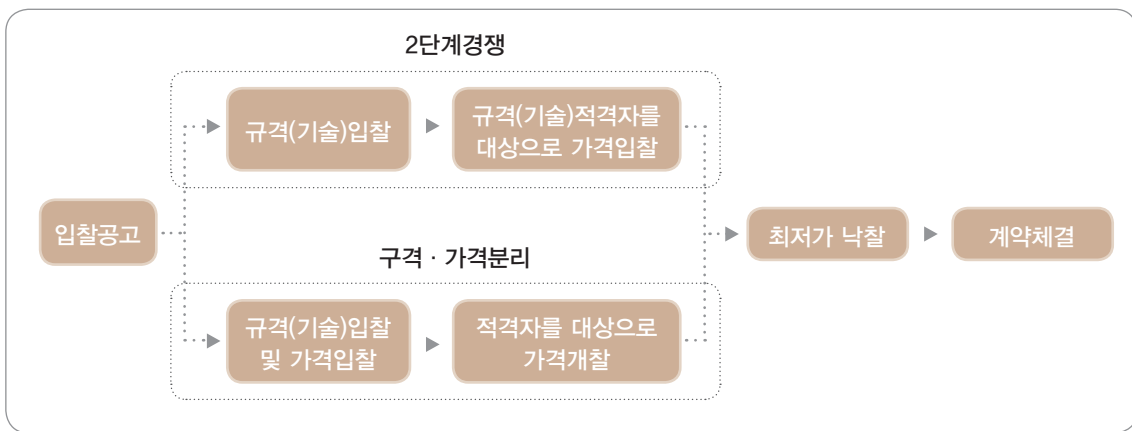 2단계경쟁
규격(기술)입찰
규격(기술)적격자를
대상으로 가격입찰
입찰공고
최저가 낙찰
계약체결
구격 · 가격분리
규격(기술)입찰
및 가격입찰
적격자를 대상으로
가격개찰